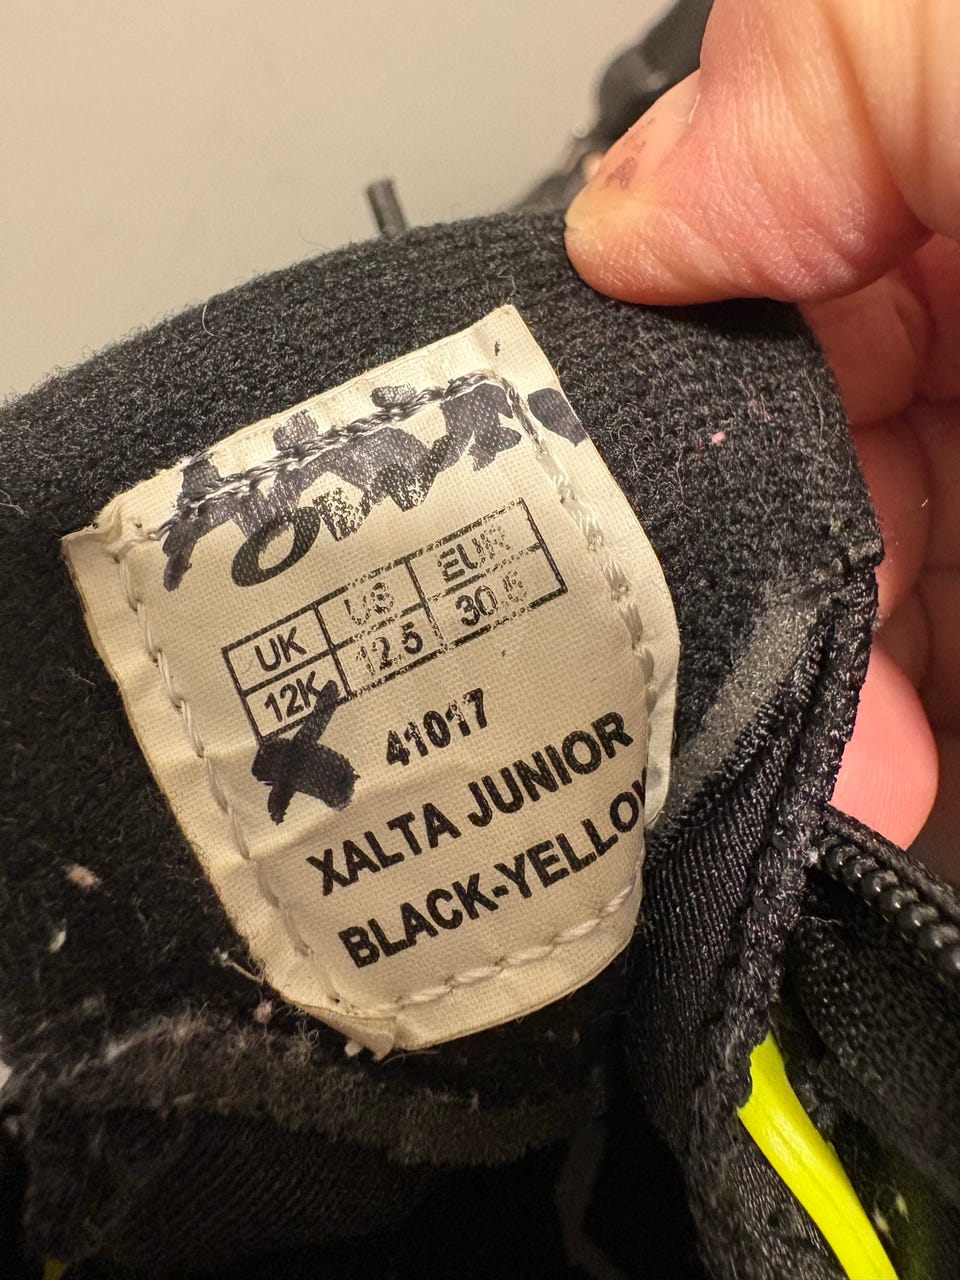 UK US EUR
12K 12.5 30.5
41017
XALTA JUNIOR
BLACK-YELLOW